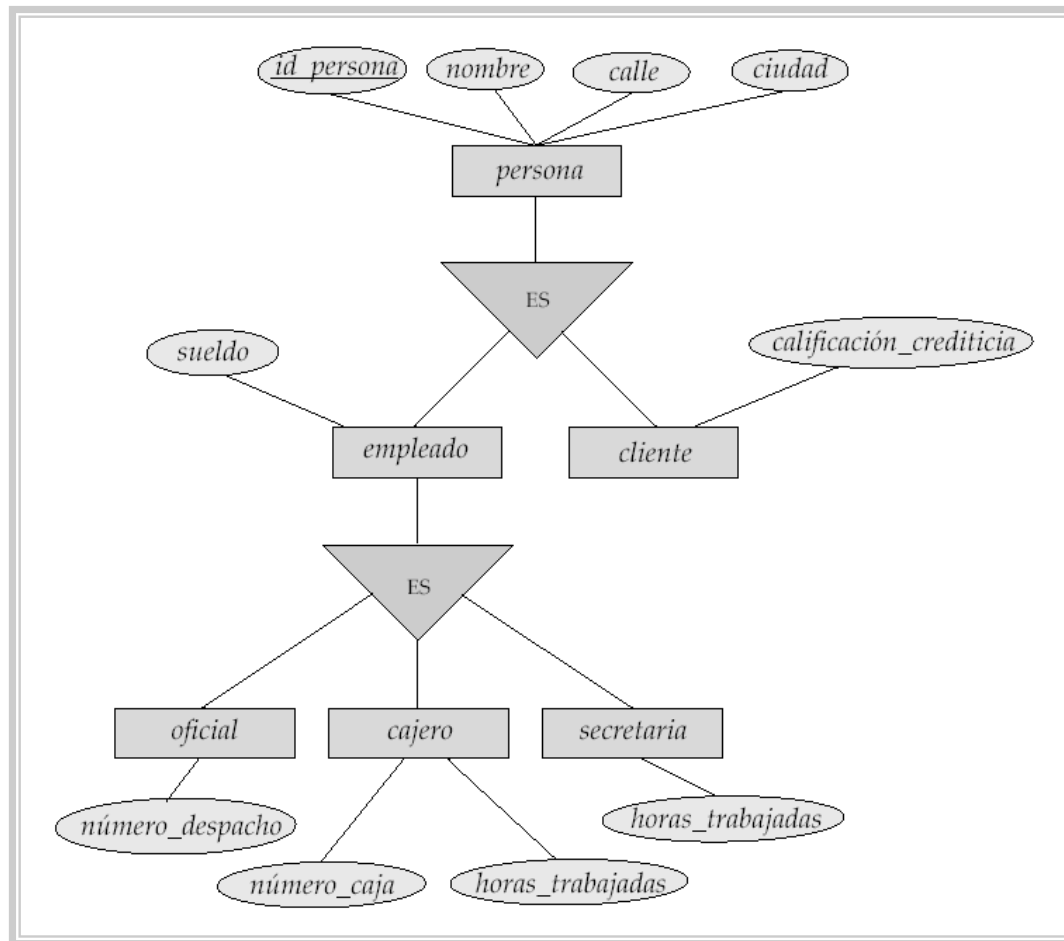 id_persona
nombre
calle
ciudad
persona
ES
sueldo
calificación_crediticia
empleado
cliente
ES
oficial
cajero
secretaria
número_despacho
horas_trabajadas
número_caja
horas_trabajadas